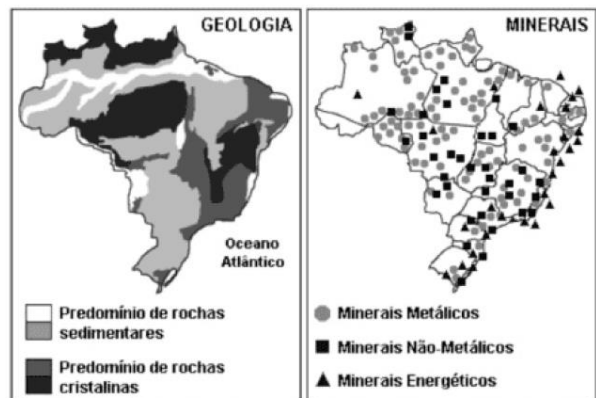 GEOLOGIA
Oceano
Atlântico
Predomínio de rochas
sedimentares
Predomínio de rochas
cristalinas
MINERAIS
Minerais Metálicos
Minerais Não-Metálicos
Minerais Energéticos